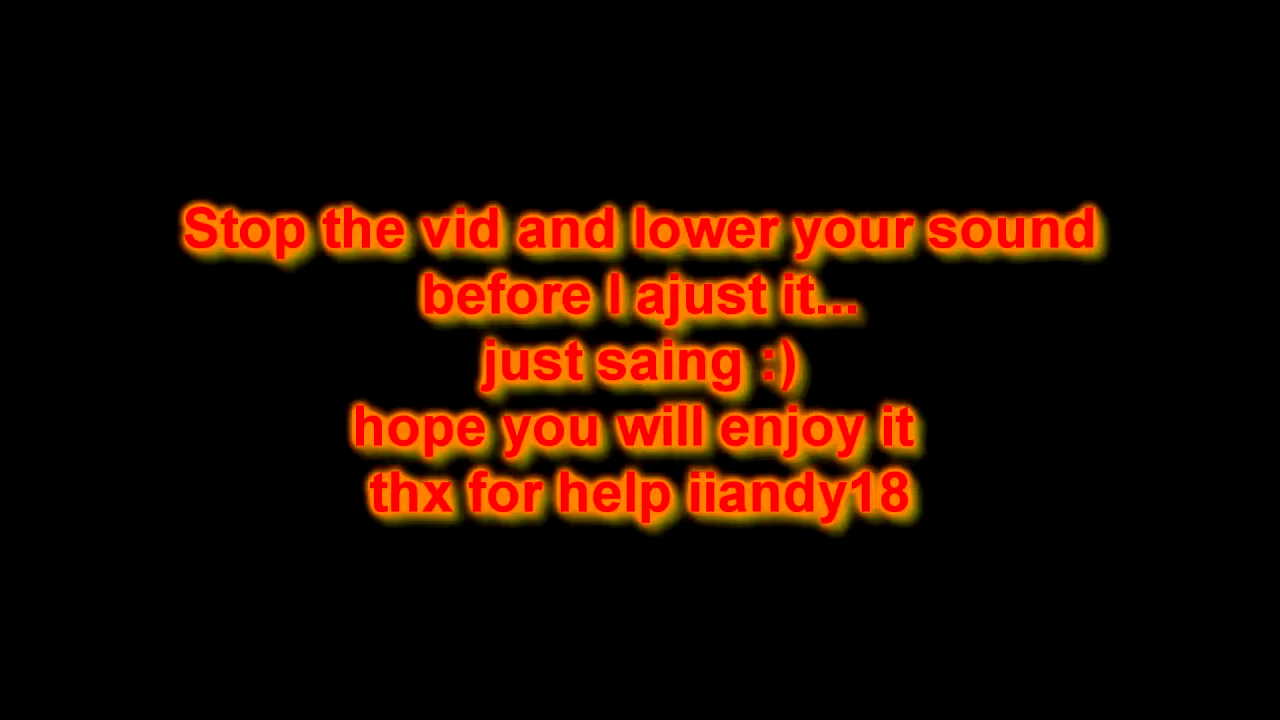 Stop the vid and lower your sound
before I ajust it...
just saing :)
hope you will enjoy it
thx for help iiandy18